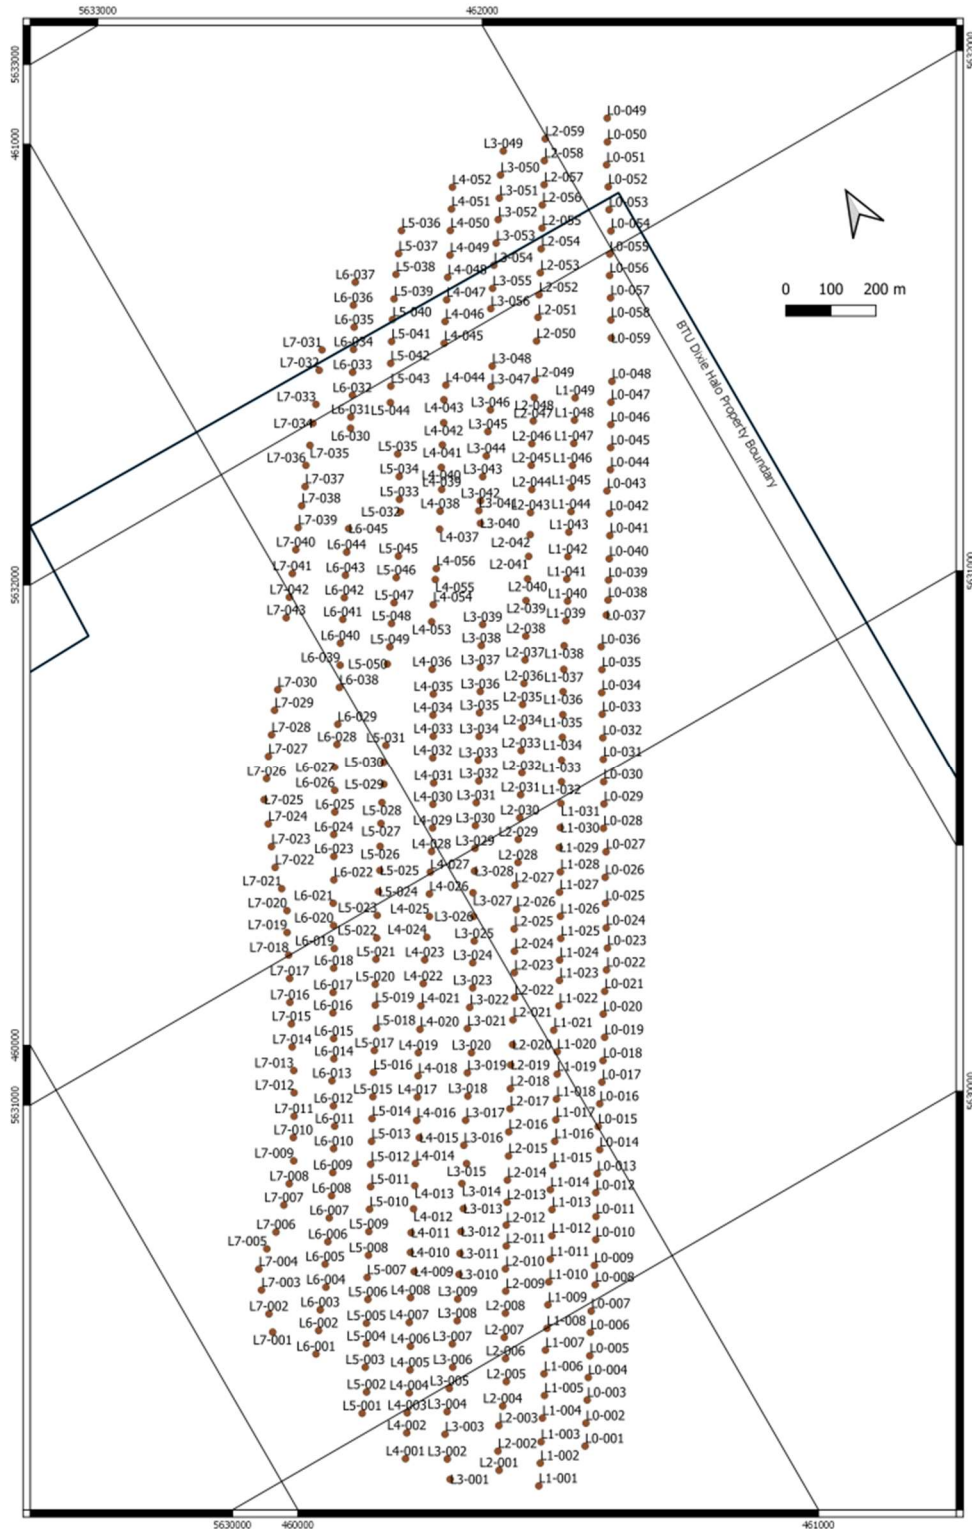 5633000
462000
5633000
461000
5632000
460000
5631000
5632000
5631000
5630000
5630000
460000
461000
0 100 200 m
BTU Dixie Halo Property Boundary
L7-031
L7-032
L7-033
L7-034
L7-035
L7-036
L7-037
L7-038
L7-039
L7-040
L7-041
L7-042
L7-043
L7-030
L7-029
L7-028
L7-027
L7-026
L7-025
L7-024
L7-023
L7-022
L7-021
L7-020
L7-019
L7-018
L7-017
L7-016
L7-015
L7-014
L7-013
L7-012
L7-011
L7-010
L7-009
L7-008
L7-007
L7-006
L7-005
L7-004
L7-003
L7-002
L7-001
L6-037
L6-036
L6-035
L6-034
L6-033
L6-032
L6-031
L6-030
L6-045
L6-044
L6-043
L6-042
L6-041
L6-040
L6-039
L6-038
L6-029
L6-028
L6-027
L6-026
L6-025
L6-024
L6-023
L6-022
L6-021
L6-020
L6-019
L6-018
L6-017
L6-016
L6-015
L6-014
L6-013
L6-012
L6-011
L6-010
L6-009
L6-008
L6-007
L6-006
L6-005
L6-004
L6-003
L6-002
L6-001
L5-036
L5-037
L5-038
L5-039
L5-040
L5-041
L5-042
L5-043
L5-044
L5-035
L5-034
L5-033
L5-032
L5-045
L5-046
L5-047
L5-048
L5-049
L5-050
L5-031
L5-030
L5-029
L5-028
L5-027
L5-026
L5-025
L5-024
L5-023
L5-022
L5-021
L5-020
L5-019
L5-018
L5-017
L5-016
L5-015
L5-014
L5-013
L5-012
L5-011
L5-010
L5-009
L5-008
L5-007
L5-006
L5-005
L5-004
L5-003
L5-002
L5-001
L4-052
L4-051
L4-050
L4-049
L4-048
L4-047
L4-046
L4-045
L4-044
L4-043
L4-042
L4-041
L4-040
L4-039
L4-038
L4-037
L4-056
L4-055
L4-054
L4-053
L4-036
L4-035
L4-034
L4-033
L4-032
L4-031
L4-030
L4-029
L4-028
L4-027
L4-026
L4-025
L4-024
L4-023
L4-022
L4-021
L4-020
L4-019
L4-018
L4-017
L4-016
L4-015
L4-014
L4-013
L4-012
L4-011
L4-010
L4-009
L4-008
L4-007
L4-006
L4-005
L4-004
L4-003
L4-002
L4-001
L3-049
L3-050
L3-051
L3-052
L3-053
L3-054
L3-055
L3-056
L3-048
L3-047
L3-046
L3-045
L3-044
L3-043
L3-042
L3-041
L3-040
L3-039
L3-038
L3-037
L3-036
L3-035
L3-034
L3-033
L3-032
L3-031
L3-030
L3-029
L3-028
L3-027
L3-026
L3-025
L3-024
L3-023
L3-022
L3-021
L3-020
L3-019
L3-018
L3-017
L3-016
L3-015
L3-014
L3-013
L3-012
L3-011
L3-010
L3-009
L3-008
L3-007
L3-006
L3-005
L3-004
L3-003
L3-002
L3-001
L2-059
L2-058
L2-057
L2-056
L2-055
L2-054
L2-053
L2-052
L2-051
L2-050
L2-049
L2-048
L2-047
L2-046
L2-045
L2-044
L2-043
L2-042
L2-041
L2-040
L2-039
L2-038
L2-037
L2-036
L2-035
L2-034
L2-033
L2-032
L2-031
L2-030
L2-029
L2-028
L2-027
L2-026
L2-025
L2-024
L2-023
L2-022
L2-021
L2-020
L2-019
L2-018
L2-017
L2-016
L2-015
L2-014
L2-013
L2-012
L2-011
L2-010
L2-009
L2-008
L2-007
L2-006
L2-005
L2-004
L2-003
L2-002
L2-001
L1-049
L1-048
L1-047
L1-046
L1-045
L1-044
L1-043
L1-042
L1-041
L1-040
L1-039
L1-038
L1-037
L1-036
L1-035
L1-034
L1-033
L1-032
L1-031
L1-030
L1-029
L1-028
L1-027
L1-026
L1-025
L1-024
L1-023
L1-022
L1-021
L1-020
L1-019
L1-018
L1-017
L1-016
L1-015
L1-014
L1-013
L1-012
L1-011
L1-010
L1-009
L1-008
L1-007
L1-006
L1-005
L1-004
L1-003
L1-002
L1-001
L0-049
L0-050
L0-051
L0-052
L0-053
L0-054
L0-055
L0-056
L0-057
L0-058
L0-059
L0-048
L0-047
L0-046
L0-045
L0-044
L0-043
L0-042
L0-041
L0-040
L0-039
L0-038
L0-037
L0-036
L0-035
L0-034
L0-033
L0-032
L0-031
L0-030
L0-029
L0-028
L0-027
L0-026
L0-025
L0-024
L0-023
L0-022
L0-021
L0-020
L0-019
L0-018
L0-017
L0-016
L0-015
L0-014
L0-013
L0-012
L0-011
L0-010
L0-009
L0-008
L0-007
L0-006
L0-005
L0-004
L0-003
L0-002
L0-001